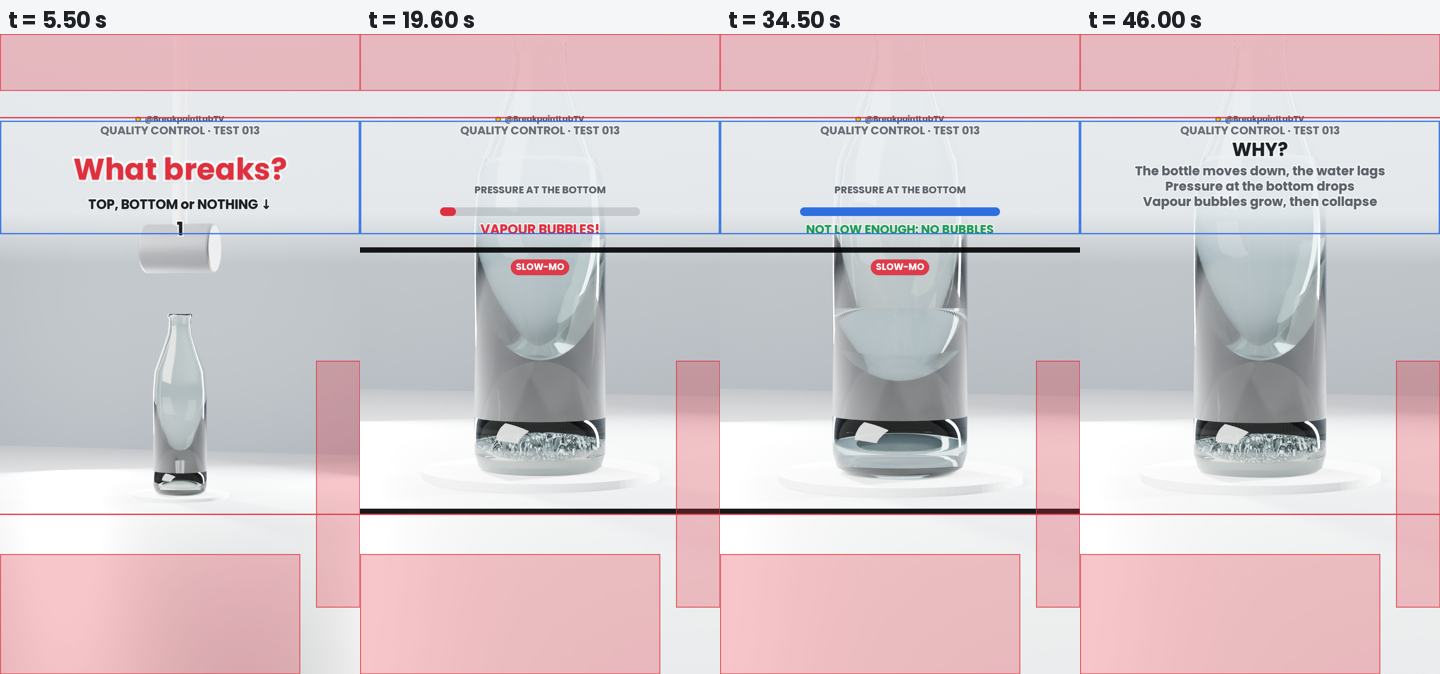 t = 5.50 s
@BreakpointLabTV
QUALITY CONTROL · TEST 013
What breaks?
TOP, BOTTOM or NOTHING ↓
1
t = 19.60 s
@BreakpointLabTV
QUALITY CONTROL · TEST 013
PRESSURE AT THE BOTTOM
VAPOUR BUBBLES!
SLOW-MO
t = 34.50 s
@BreakpointLabTV
QUALITY CONTROL · TEST 013
PRESSURE AT THE BOTTOM
NOT LOW ENOUGH: NO BUBBLES
SLOW-MO
t = 46.00 s
@BreakpointLabTV
QUALITY CONTROL · TEST 013
WHY?
The bottle moves down, the water lags
Pressure at the bottom drops
Vapour bubbles grow, then collapse